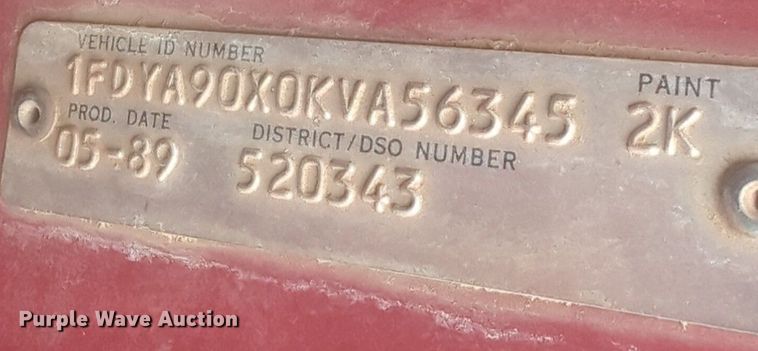 VEHICLE ID NUMBER
1FDYA90X0KVA56345
PAINT
2K
PROD. DATE
05-89
DISTRICT/DSO NUMBER
520343
Purple Wave Auction